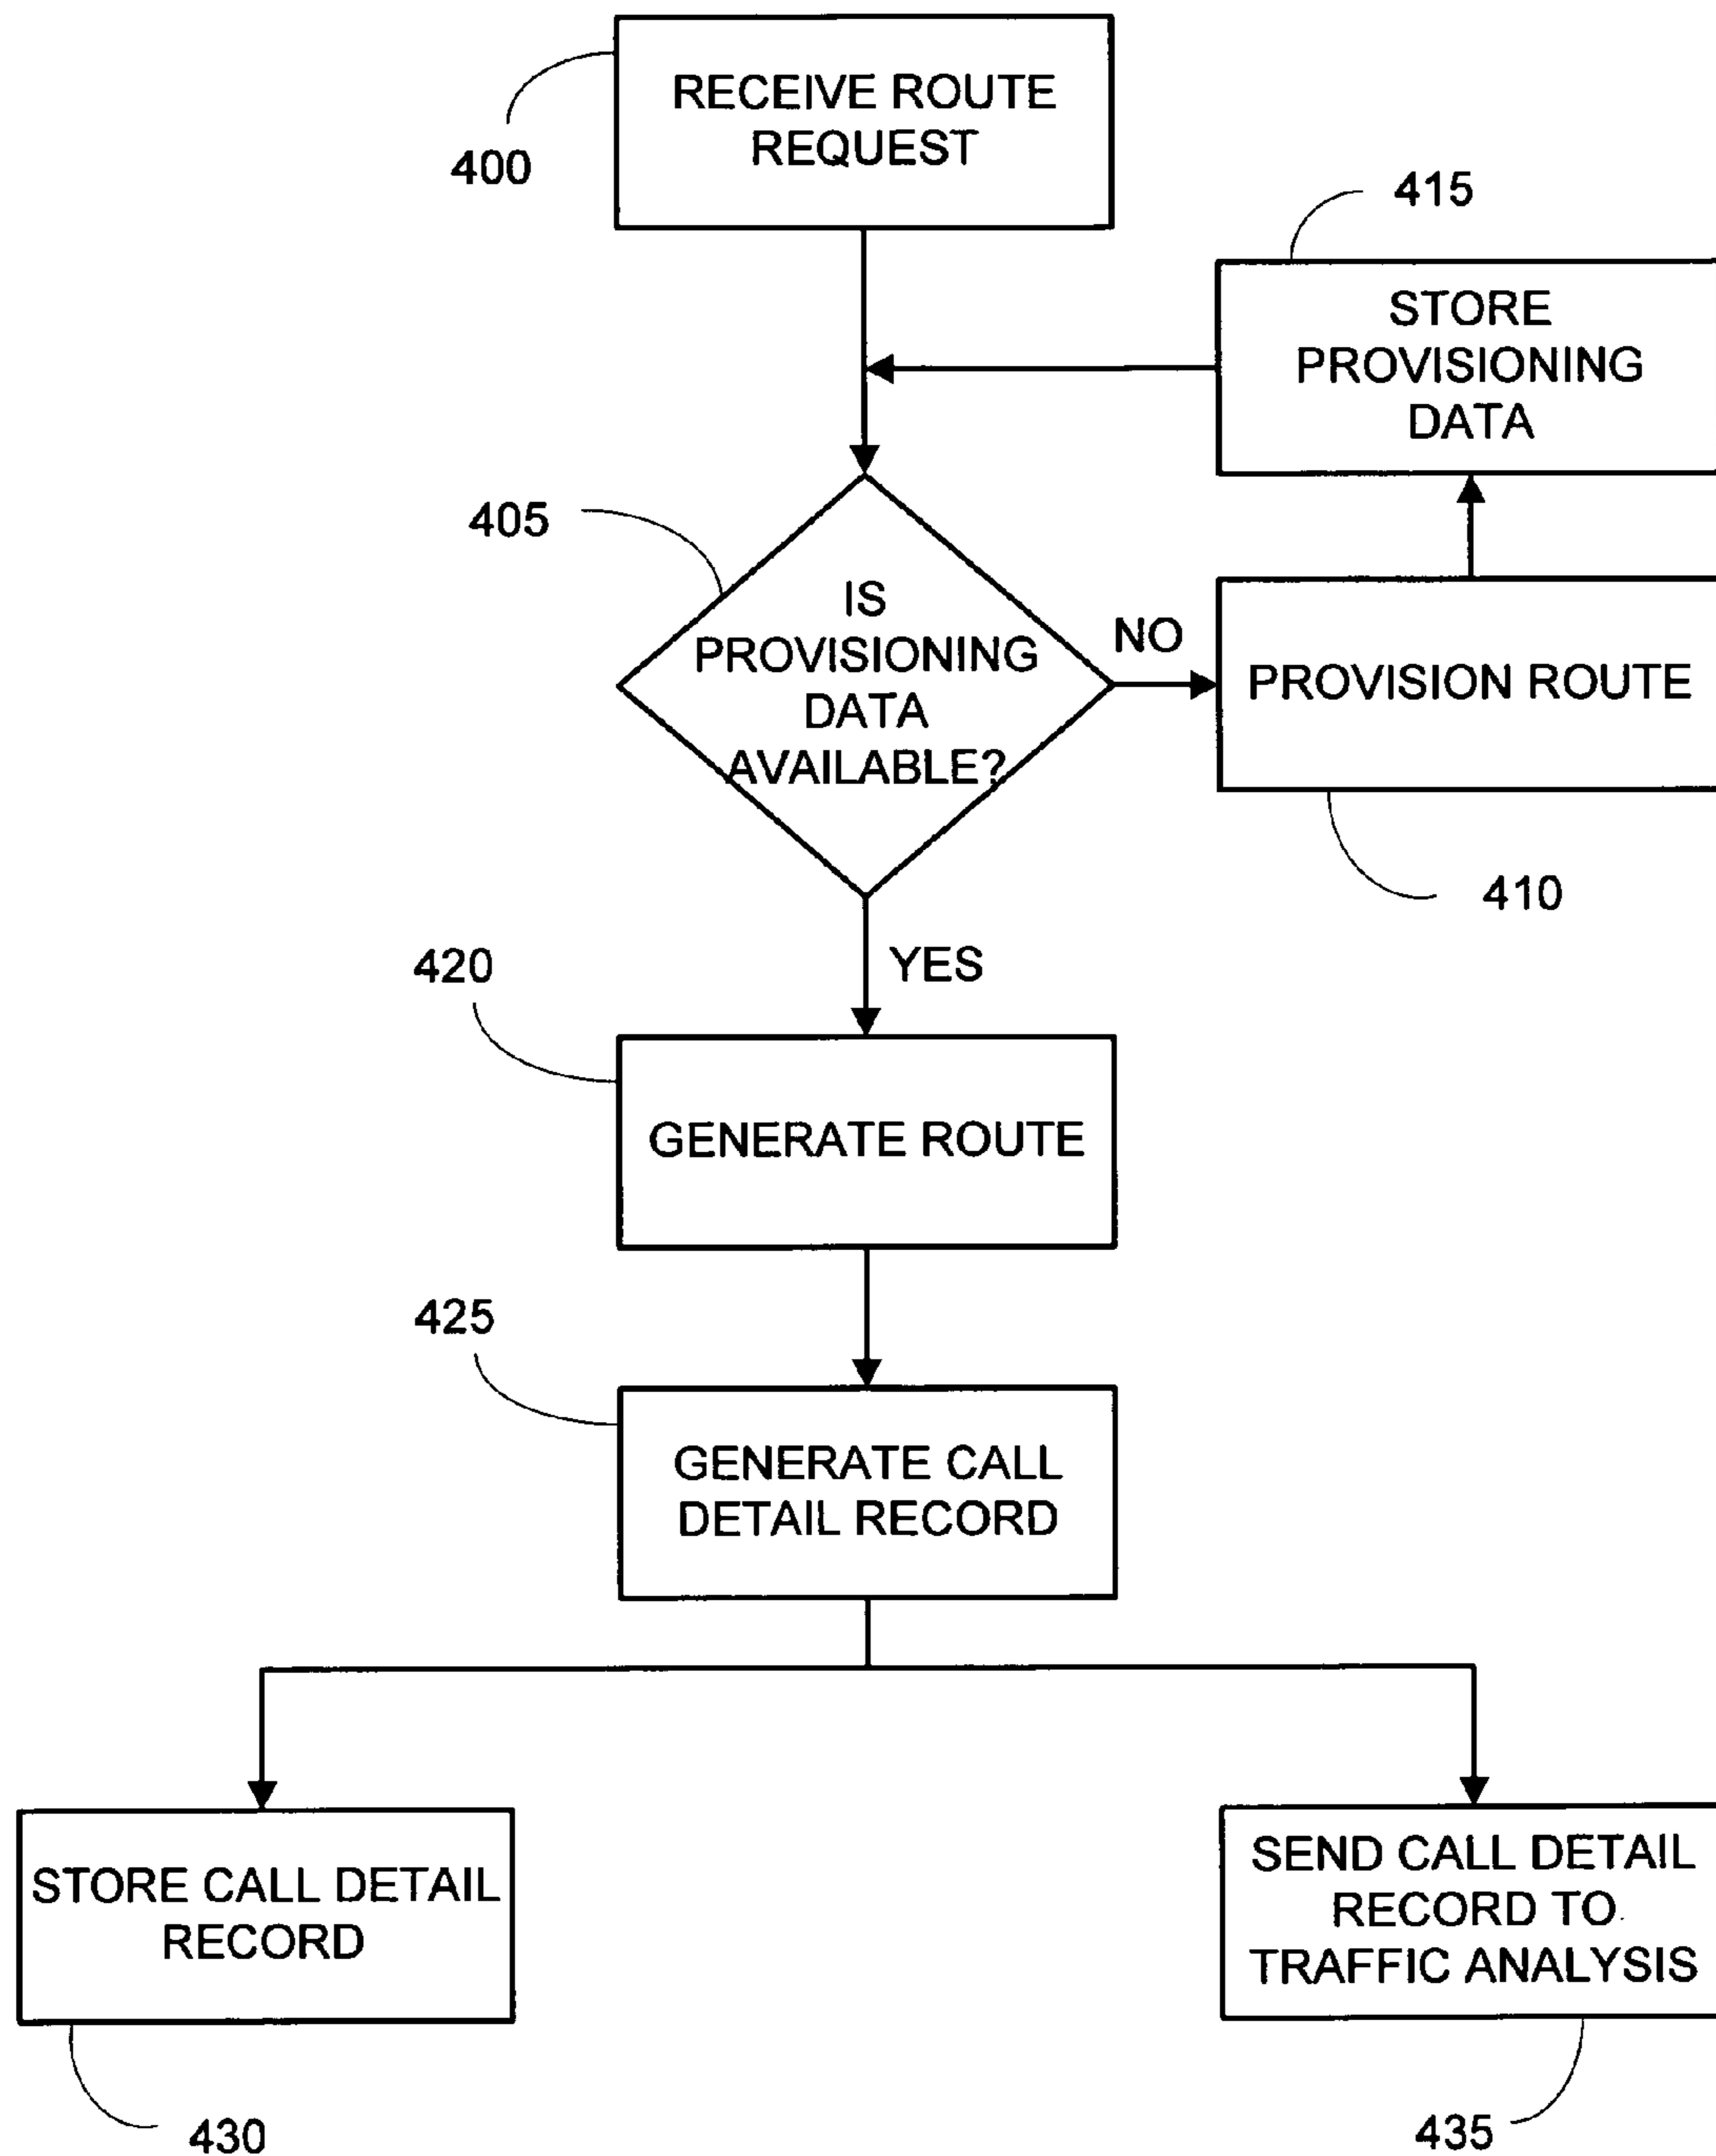 RECEIVE ROUTE
REQUEST
400
415
STORE
PROVISIONING
DATA
405
IS
PROVISIONING
DATA
AVAILABLE?
NO
PROVISION ROUTE
410
YES
420
GENERATE ROUTE
425
GENERATE CALL
DETAIL RECORD
STORE CALL DETAIL
RECORD
430
SEND CALL DETAIL
RECORD TO
TRAFFIC ANALYSIS
435